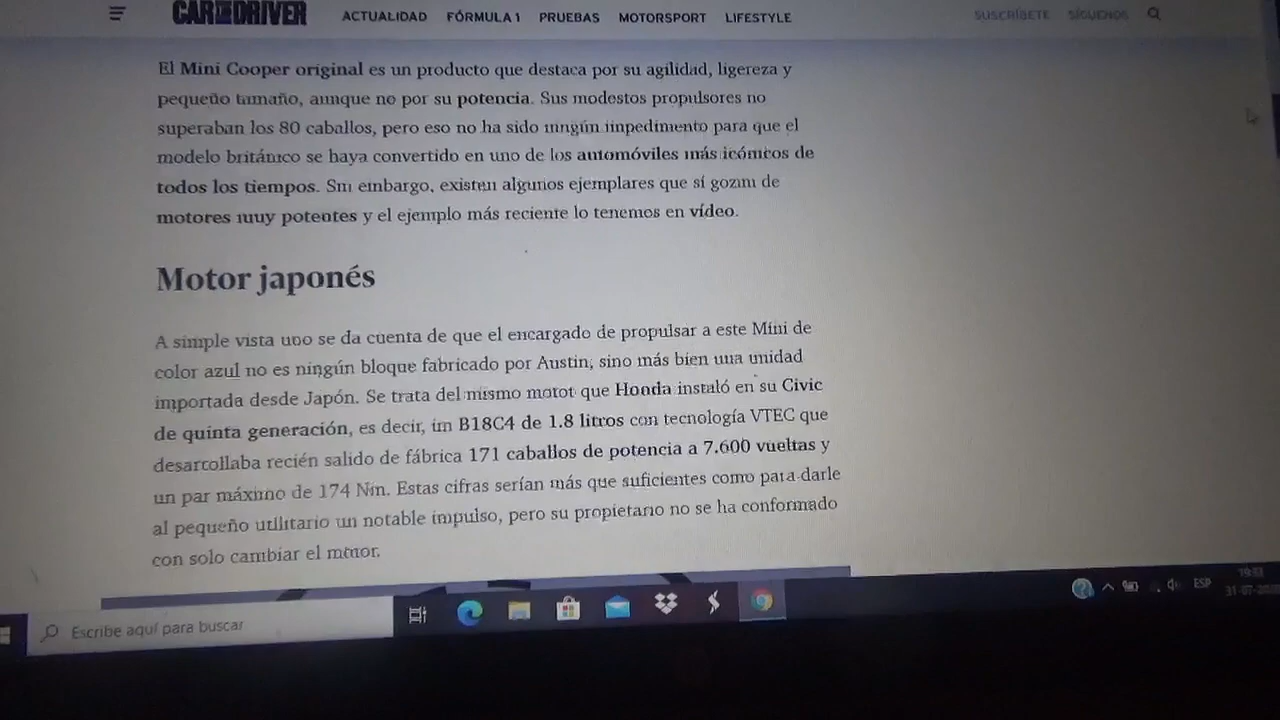 CAR AND DRIVER ACTUALIDAD FÓRMULA 1 PRUEBAS MOTORSPORT LIFESTYLE SUSCRÍBETE SÍGUENOS
El Mini Cooper original es un producto que destaca por su agilidad, ligereza y
pequeño tamaño, aunque no por su potencia. Sus modestos propulsores no
superaban los 80 caballos, pero eso no ha sido ningún impedimento para que el
modelo británico se haya convertido en uno de los automóviles más icónicos de
todos los tiempos. Sin embargo, existen algunos ejemplares que sí gozan de
motores muy potentes y el ejemplo más reciente lo tenemos en vídeo.
Motor japonés
A simple vista uno se da cuenta de que el encargado de propulsar a este Mini de
color azul no es ningún bloque fabricado por Austin, sino más bien una unidad
importada desde Japón. Se trata del mismo motor que Honda instaló en su Civic
de quinta generación, es decir, un B18C4 de 1.8 litros con tecnología VTEC que
desarrollaba recién salido de fábrica 171 caballos de potencia a 7.600 vueltas y
un par máximo de 174 Nm. Estas cifras serían más que suficientes como para darle
al pequeño utilitario un notable impulso, pero su propietario no se ha conformado
con solo cambiar el motor.
Escribe aquí para buscar
ESP